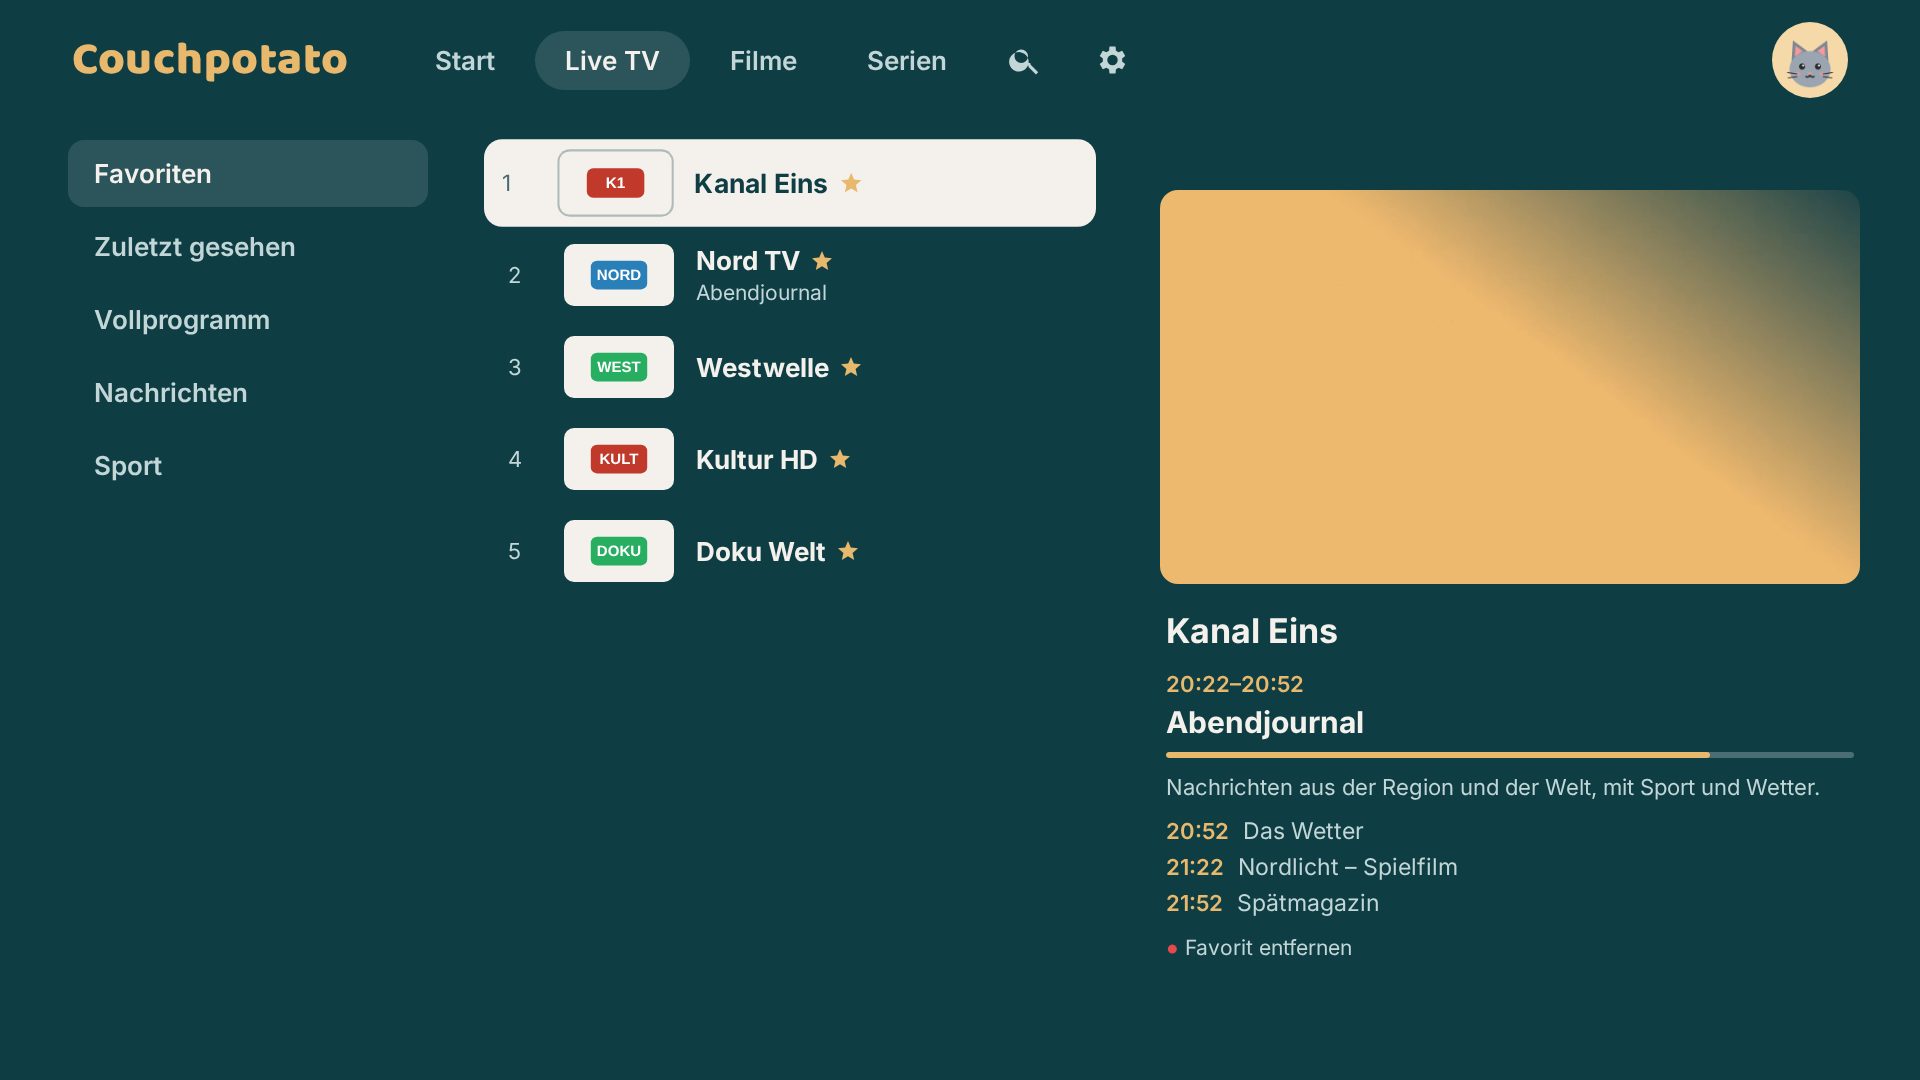 Couchpotato
Start
Live TV
Filme
Serien
Favoriten
Zuletzt gesehen
Vollprogramm
Nachrichten
Sport
1 K1 Kanal Eins
2 NORD Nord TV
Abendjournal
3 WEST Westwelle
4 KULT Kultur HD
5 DOKU Doku Welt
Kanal Eins
20:22–20:52
Abendjournal
Nachrichten aus der Region und der Welt, mit Sport und Wetter.
20:52 Das Wetter
21:22 Nordlicht – Spielfilm
21:52 Spätmagazin
Favorit entfernen